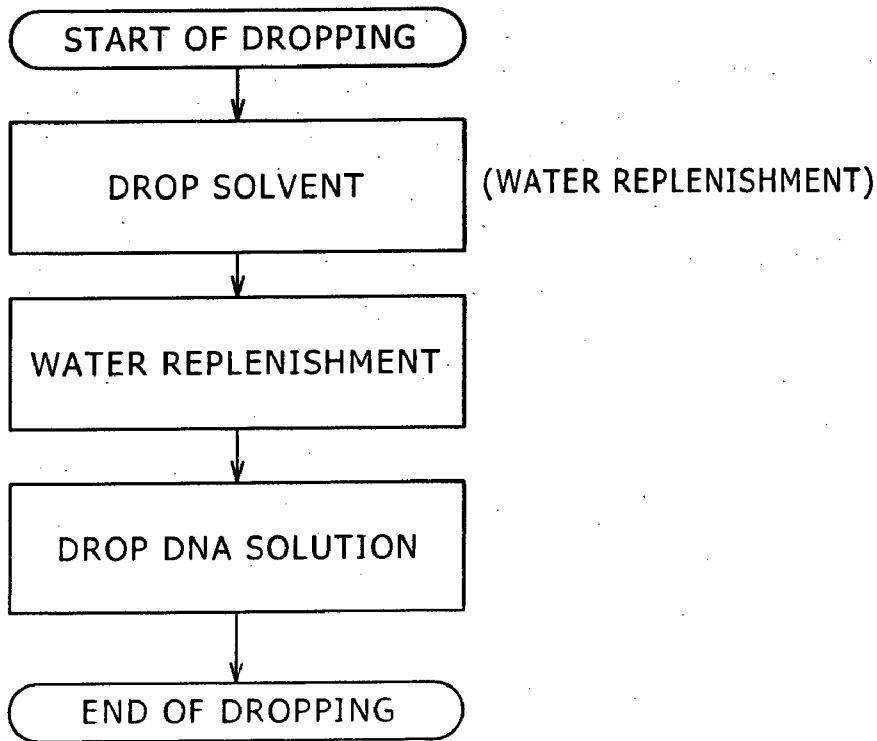 START OF DROPPING
DROP SOLVENT (WATER REPLENISHMENT)
WATER REPLENISHMENT
DROP DNA SOLUTION
END OF DROPPING